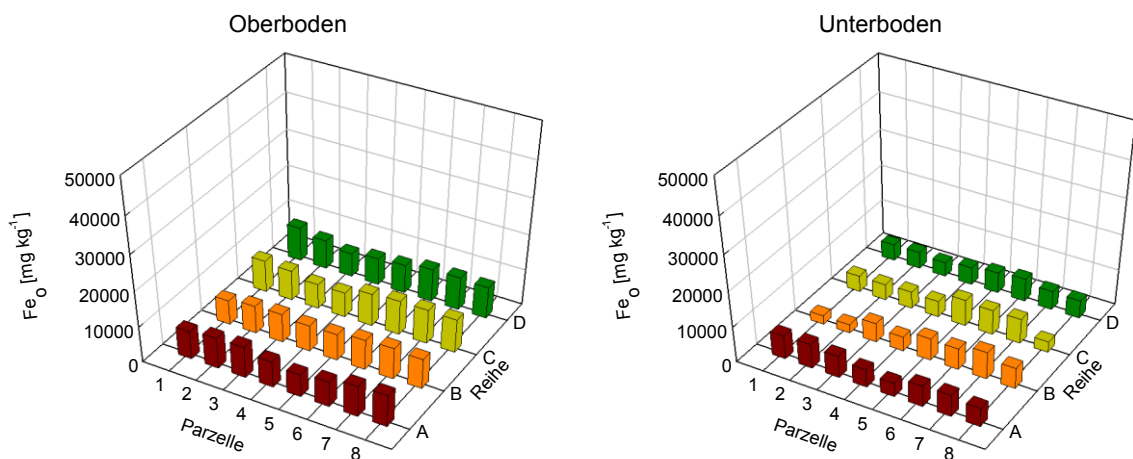 Oberboden
Fe_o [mg kg⁻¹]
50000
40000
30000
20000
10000
0
1
2
3
4
5
6
7
8
Parzelle
A
B
C
D
Reihe
Unterboden
Fe_o [mg kg⁻¹]
50000
40000
30000
20000
10000
0
1
2
3
4
5
6
7
8
Parzelle
A
B
C
D
Reihe